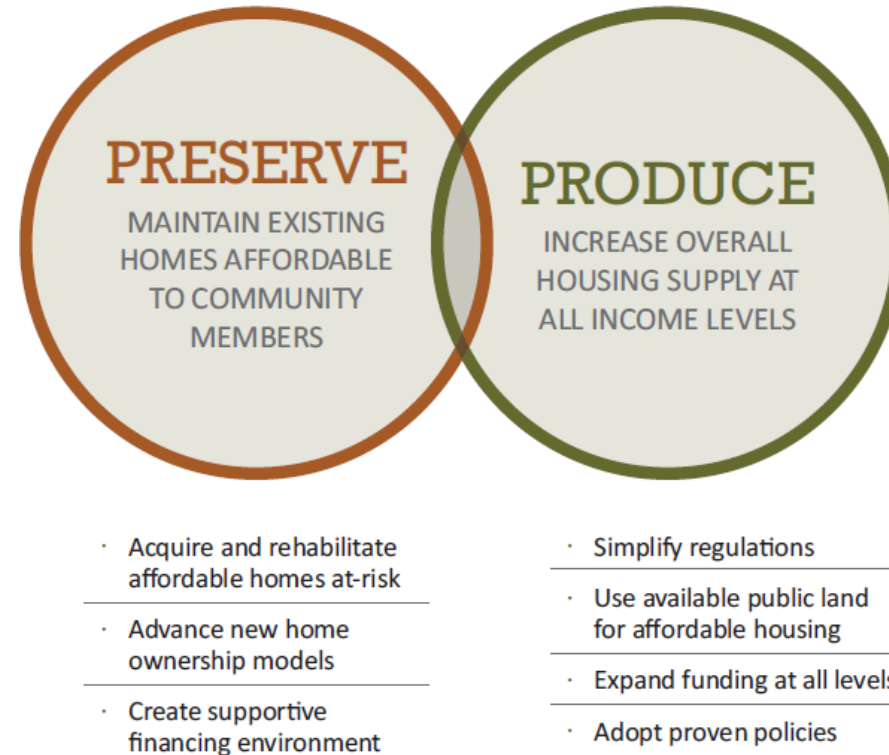 PRESERVE
MAINTAIN EXISTING
HOMES AFFORDABLE
TO COMMUNITY
MEMBERS
PRODUCE
INCREASE OVERALL
HOUSING SUPPLY AT
ALL INCOME LEVELS
· Acquire and rehabilitate
affordable homes at-risk
· Advance new home
ownership models
· Create supportive
financing environment
· Simplify regulations
· Use available public land
for affordable housing
· Expand funding at all levels
· Adopt proven policies